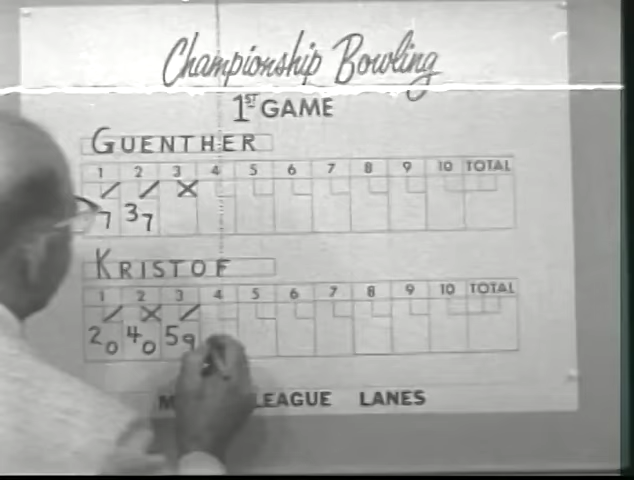 Championship Bowling
1ST GAME
GUENTHER
1 2 3 4 5 6 7 8 9 10 TOTAL
/ / X
7 37
KRISTOF
1 2 3 4 5 6 7 8 9 10 TOTAL
/ X /
20 40 59
LEAGUE LANES